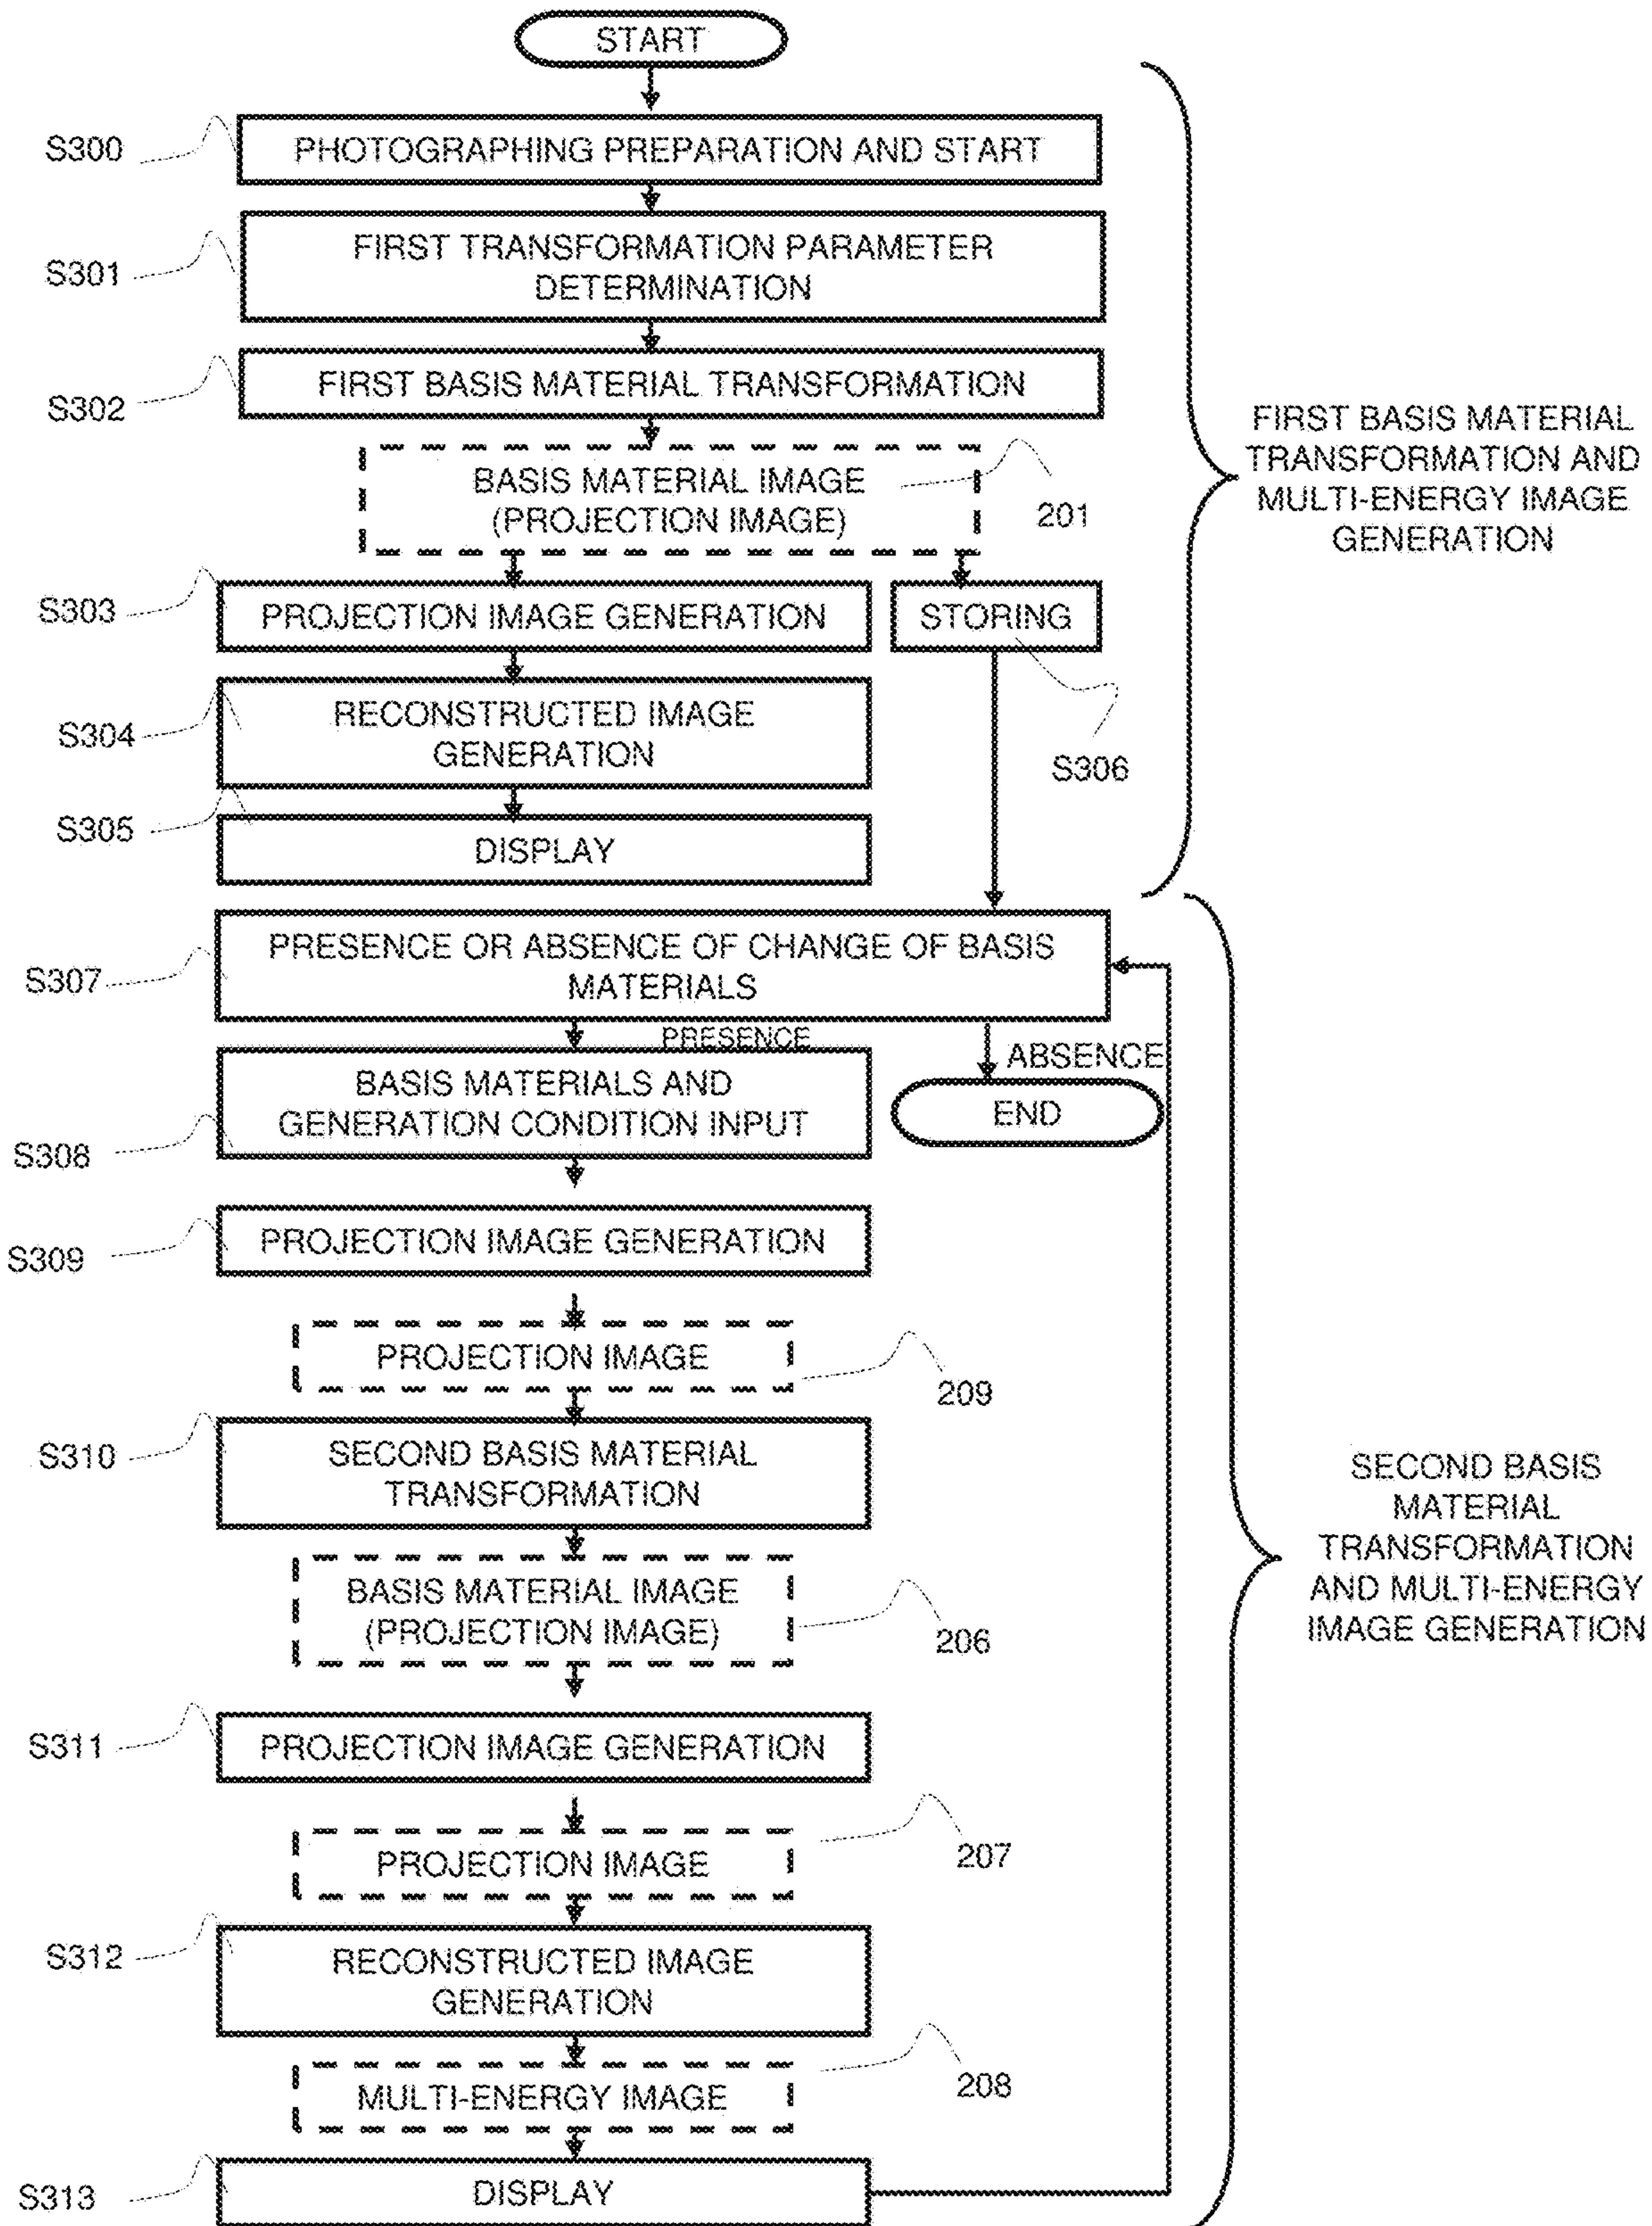 START
S300
PHOTOGRAPHING PREPARATION AND START
S301
FIRST TRANSFORMATION PARAMETER
DETERMINATION
S302
FIRST BASIS MATERIAL TRANSFORMATION
BASIS MATERIAL IMAGE
(PROJECTION IMAGE)
201
FIRST BASIS MATERIAL
TRANSFORMATION AND
MULTI-ENERGY IMAGE
GENERATION
S303
PROJECTION IMAGE GENERATION
STORING
S304
RECONSTRUCTED IMAGE
GENERATION
S306
S305
DISPLAY
S307
PRESENCE OR ABSENCE OF CHANGE OF BASIS
MATERIALS
PRESENCE
ABSENCE
S308
BASIS MATERIALS AND
GENERATION CONDITION INPUT
END
S309
PROJECTION IMAGE GENERATION
PROJECTION IMAGE
209
S310
SECOND BASIS MATERIAL
TRANSFORMATION
SECOND BASIS
MATERIAL
TRANSFORMATION
AND MULTI-ENERGY
IMAGE GENERATION
BASIS MATERIAL IMAGE
(PROJECTION IMAGE)
206
S311
PROJECTION IMAGE GENERATION
PROJECTION IMAGE
207
S312
RECONSTRUCTED IMAGE
GENERATION
MULTI-ENERGY IMAGE
208
S313
DISPLAY